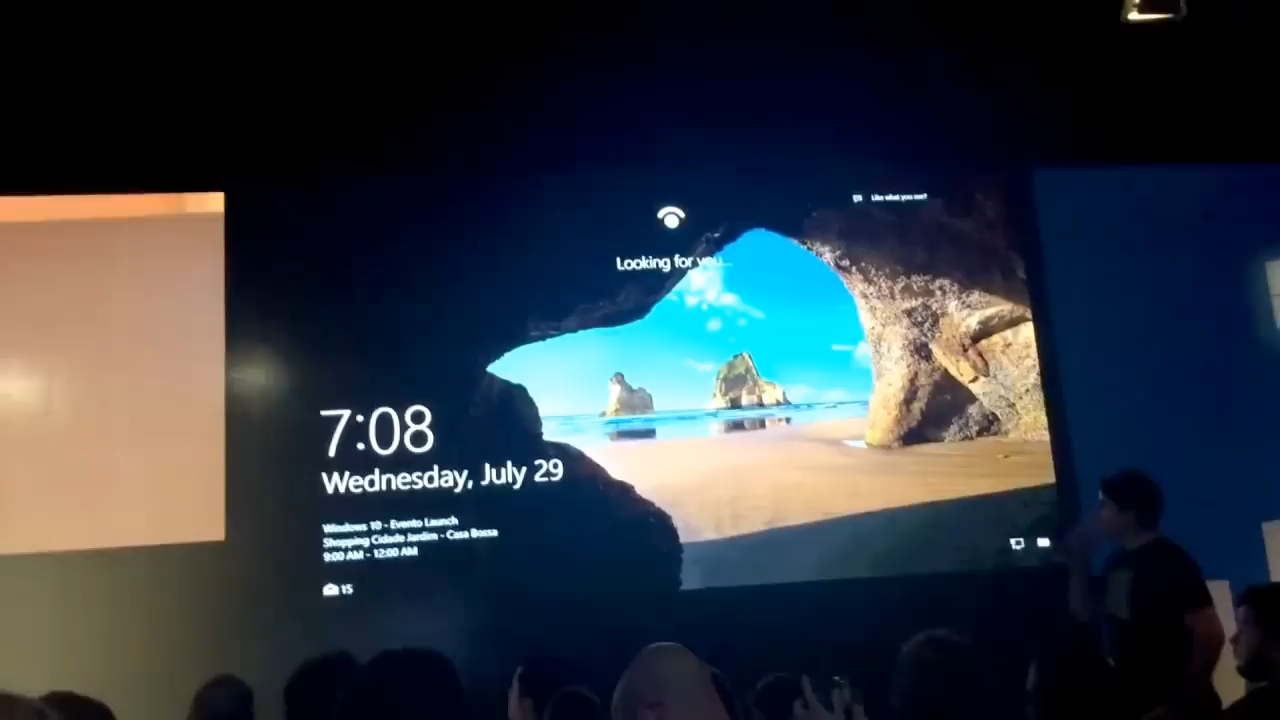 Like what you see?
Looking for you...
7:08
Wednesday, July 29
Windows 10 - Evento Launch
Shopping Cidade Jardim - Casa Bossa
9:00 AM - 12:00 AM
15